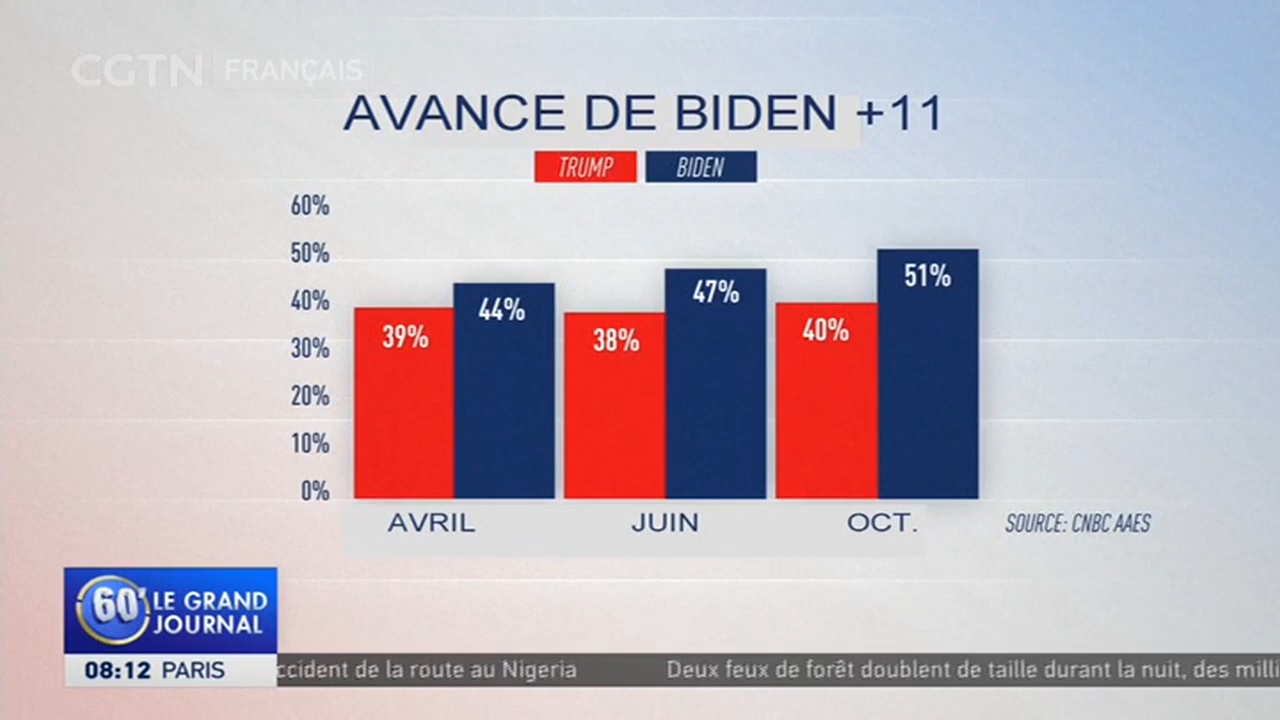 CGTN FRANÇAIS
AVANCE DE BIDEN +11
TRUMP BIDEN
60%
50%
40%
30%
20%
10%
0%
39% 44% 38% 47% 40% 51%
AVRIL JUIN OCT.
SOURCE: CNBC AAES
60' LE GRAND
JOURNAL
08:12 PARIS
ccident de la route au Nigeria Deux feux de forêt doublent de taille durant la nuit, des milli